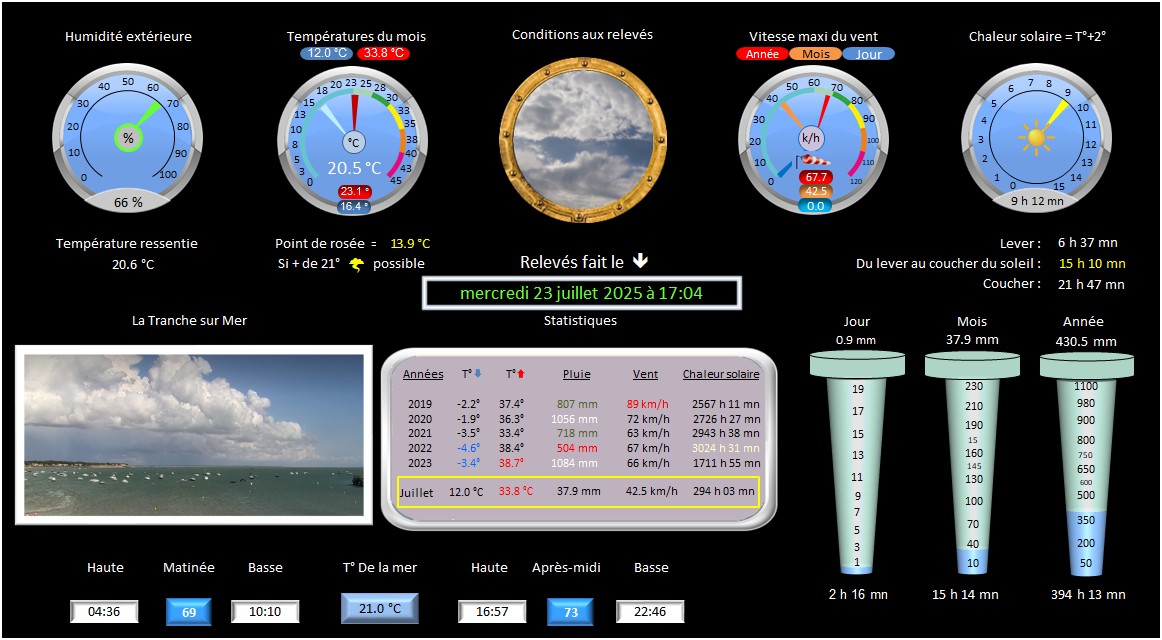 Humidité extérieure
Températures du mois
Conditions aux relevés
Vitesse maxi du vent
Chaleur solaire = T°+2°
12.0 °C 33.8 °C
Année Mois Jour
0 10 20 30 40 50 60 70 80 90 100
%
66 %
0 3 5 8 10 13 15 18 20 23 25 28 30 33 35 38 40 43 45
°C
20.5 °C
23.1 °
16.4 °
0 10 20 30 40 50 60 70 80 90 100 110 120
k/h
67.7
42.5
0.0
0 1 2 3 4 5 6 7 8 9 10 11 12 13 14 15
9 h 12 mn
Température ressentie
20.6 °C
Point de rosée = 13.9 °C
Si + de 21° possible
Relevés fait le
mercredi 23 juillet 2025 à 17:04
Lever : 6 h 37 mn
Du lever au coucher du soleil : 15 h 10 mn
Coucher : 21 h 47 mn
La Tranche sur Mer
Statistiques
Années T° T° Pluie Vent Chaleur solaire
2019 -2.2° 37.4° 807 mm 89 km/h 2567 h 11 mn
2020 -1.9° 36.3° 1056 mm 72 km/h 2726 h 27 mn
2021 -3.5° 33.4° 718 mm 63 km/h 2943 h 38 mn
2022 -4.6° 38.4° 504 mm 67 km/h 3024 h 31 mn
2023 -3.4° 38.7° 1084 mm 66 km/h 1711 h 55 mn
Juillet 12.0 °C 33.8 °C 37.9 mm 42.5 km/h 294 h 03 mn
Jour
0.9 mm
19
17
15
13
11
9
7
5
3
1
2 h 16 mn
Mois
37.9 mm
230
210
190
15
160
145
130
100
70
40
10
15 h 14 mn
Année
430.5 mm
1100
980
900
800
750
650
600
500
350
200
50
394 h 13 mn
Haute Matinée Basse T° De la mer Haute Après-midi Basse
04:36 69 10:10 21.0 °C 16:57 73 22:46